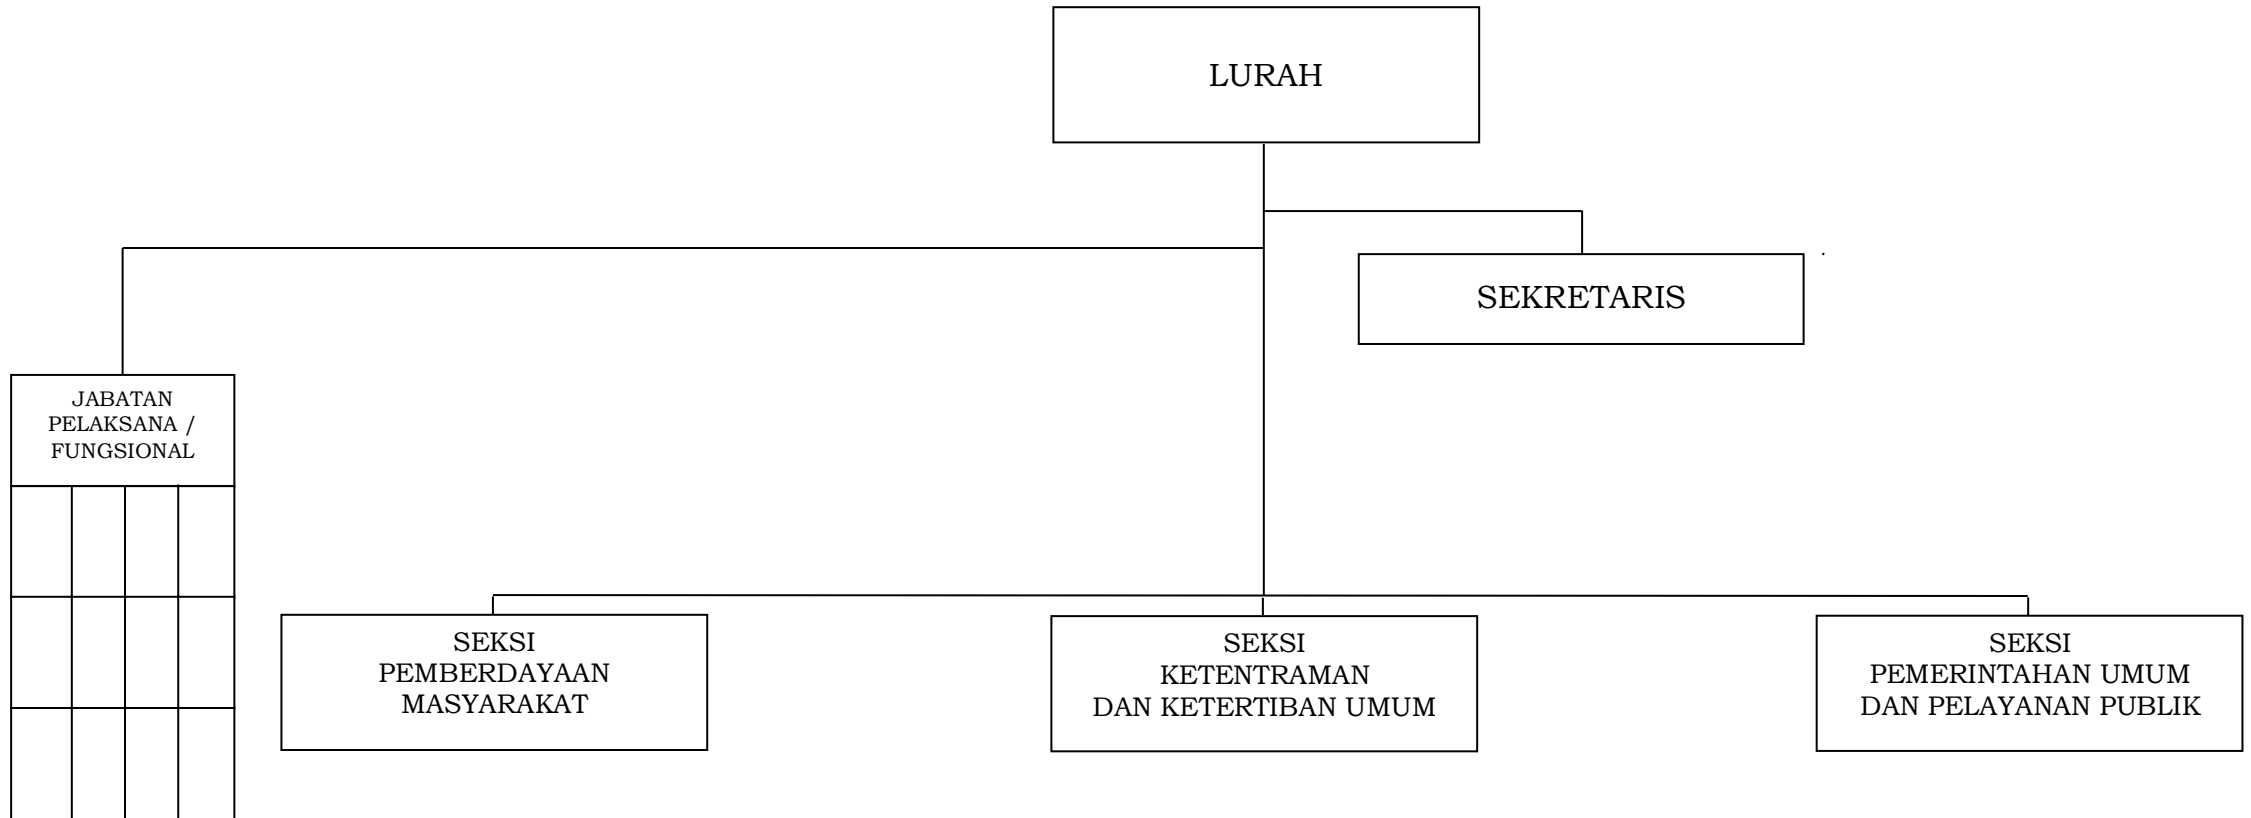 LURAH
SEKRETARIS
JABATAN
PELAKSANA /
FUNGSIONAL
SEKSI
PEMBERDAYAAN
MASYARAKAT
SEKSI
KETENTRAMAN
DAN KETERTIBAN UMUM
SEKSI
PEMERINTAHAN UMUM
DAN PELAYANAN PUBLIK